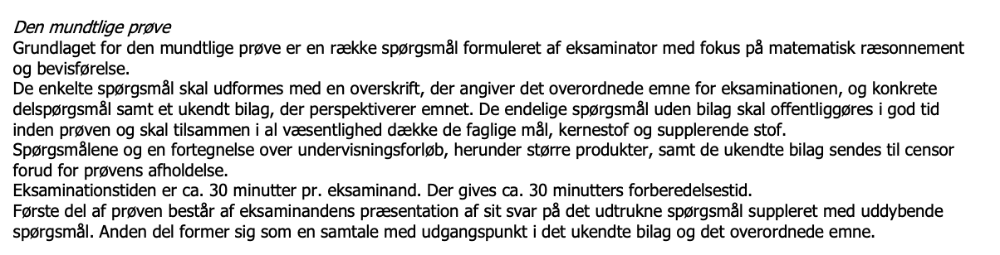 Den mundtlige prøve
Grundlaget for den mundtlige prøve er en række spørgsmål formuleret af eksaminator med fokus på matematisk ræsonnement
og bevisførelse.
De enkelte spørgsmål skal udformes med en overskrift, der angiver det overordnede emne for eksaminationen, og konkrete
delspørgsmål samt et ukendt bilag, der perspektiverer emnet. De endelige spørgsmål uden bilag skal offentliggøres i god tid
inden prøven og skal tilsammen i al væsentlighed dække de faglige mål, kernestof og supplerende stof.
Spørgsmålene og en fortegnelse over undervisningsforløb, herunder større produkter, samt de ukendte bilag sendes til censor
forud for prøvens afholdelse.
Eksaminationstiden er ca. 30 minutter pr. eksaminand. Der gives ca. 30 minutters forberedelsestid.
Første del af prøven består af eksaminandens præsentation af sit svar på det udtrukne spørgsmål suppleret med uddybende
spørgsmål. Anden del former sig som en samtale med udgangspunkt i det ukendte bilag og det overordnede emne.